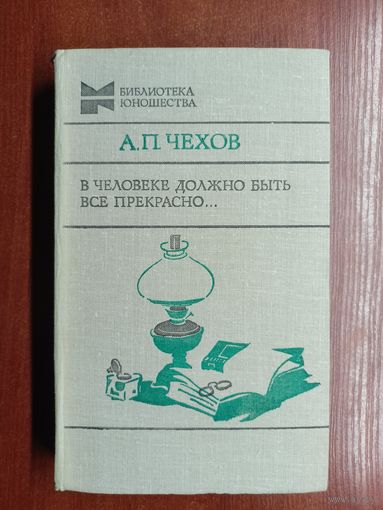 БИБЛИОТЕКА
ЮНОШЕСТВА
А.П. ЧЕХОВ
В ЧЕЛОВЕКЕ ДОЛЖНО БЫТЬ
ВСЕ ПРЕКРАСНО...